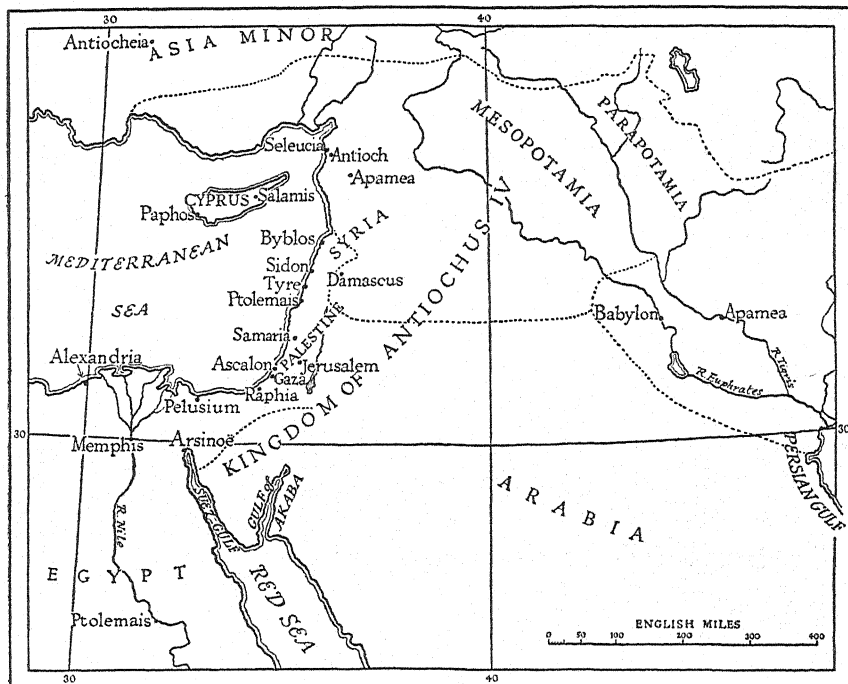 30
40
Antiocheia
ASIA MINOR
MESOPOTAMIA
PARAPOTAMIA
Seleucia
Antioch
Apamea
CYPRUS
Salamis
Paphos
SYRIA
Byblos
MEDITERRANEAN
SEA
Sidon
Damascus
Tyre
Ptolemais
Samaria
PALESTINE
Babylon
Apamea
Alexandria
Ascalon
Jerusalem
Gaza
Raphia
R. Tigris
R. Euphrates
Pelusium
KINGDOM OF ANTIOCHUS IV
30
30
Memphis
Arsinoë
PERSIAN GULF
SUEZ GULF
GULF of
AKABA
ARABIA
R. Nile
EGYPT
RED SEA
Ptolemais
ENGLISH MILES
0 50 100 200 300 400
30
40